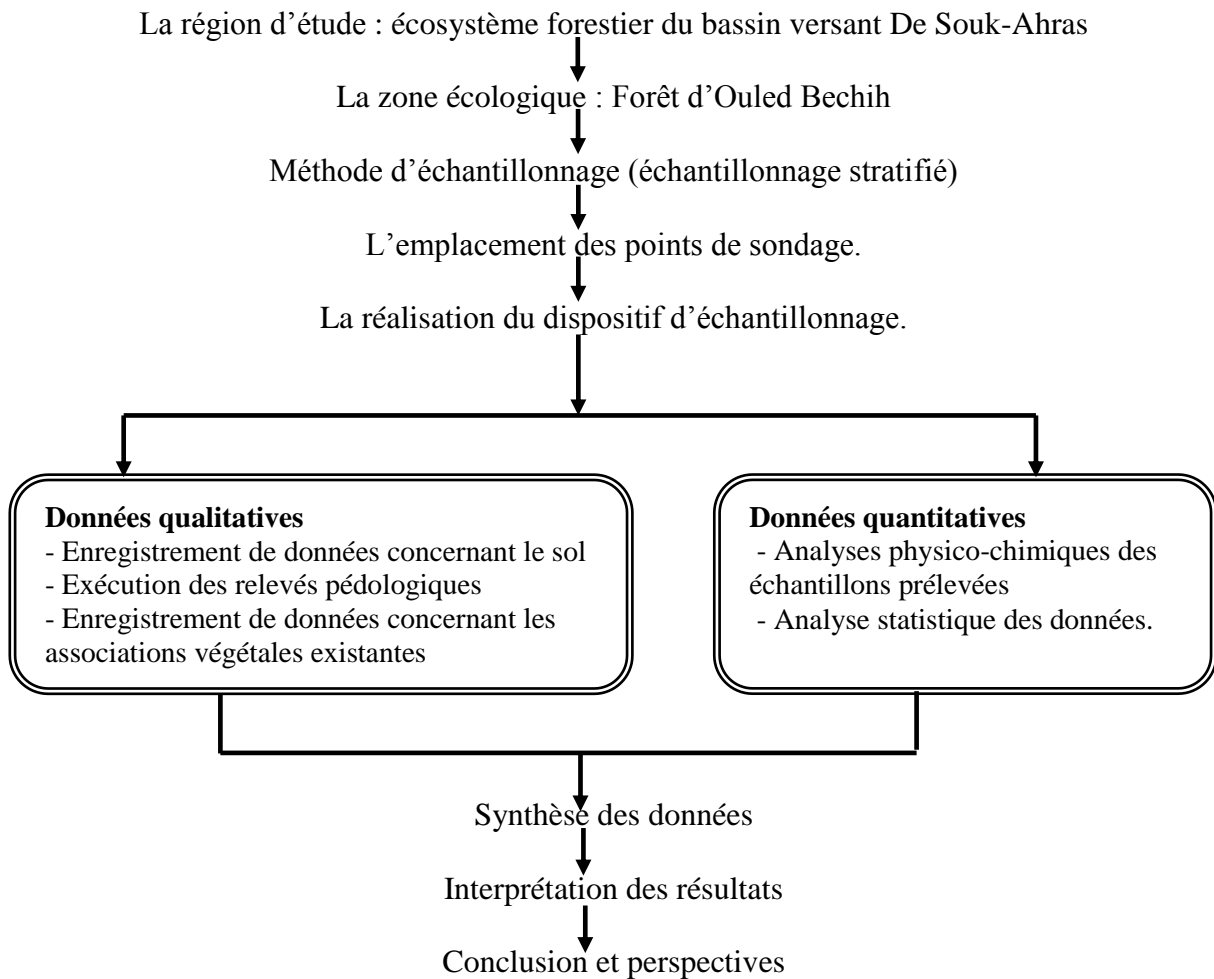 La région d’étude : écosystème forestier du bassin versant De Souk-Ahras
La zone écologique : Forêt d’Ouled Bechih
Méthode d’échantillonnage (échantillonnage stratifié)
L’emplacement des points de sondage.
La réalisation du dispositif d’échantillonnage.
Données qualitatives
- Enregistrement de données concernant le sol
- Exécution des relevés pédologiques
- Enregistrement de données concernant les
associations végétales existantes
Données quantitatives
- Analyses physico-chimiques des
échantillons prélevées
- Analyse statistique des données.
Synthèse des données
Interprétation des résultats
Conclusion et perspectives